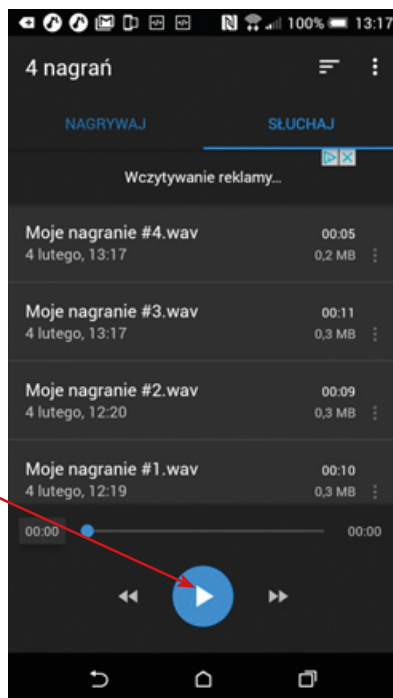 100% 13:17
4 nagrań
NAGRYWAJ SŁUCHAJ
Wczytywanie reklamy...
Moje nagranie #4.wav 00:05
4 lutego, 13:17 0,2 MB
Moje nagranie #3.wav 00:11
4 lutego, 13:17 0,3 MB
Moje nagranie #2.wav 00:09
4 lutego, 12:20 0,3 MB
Moje nagranie #1.wav 00:10
4 lutego, 12:19 0,3 MB
00:00 00:00